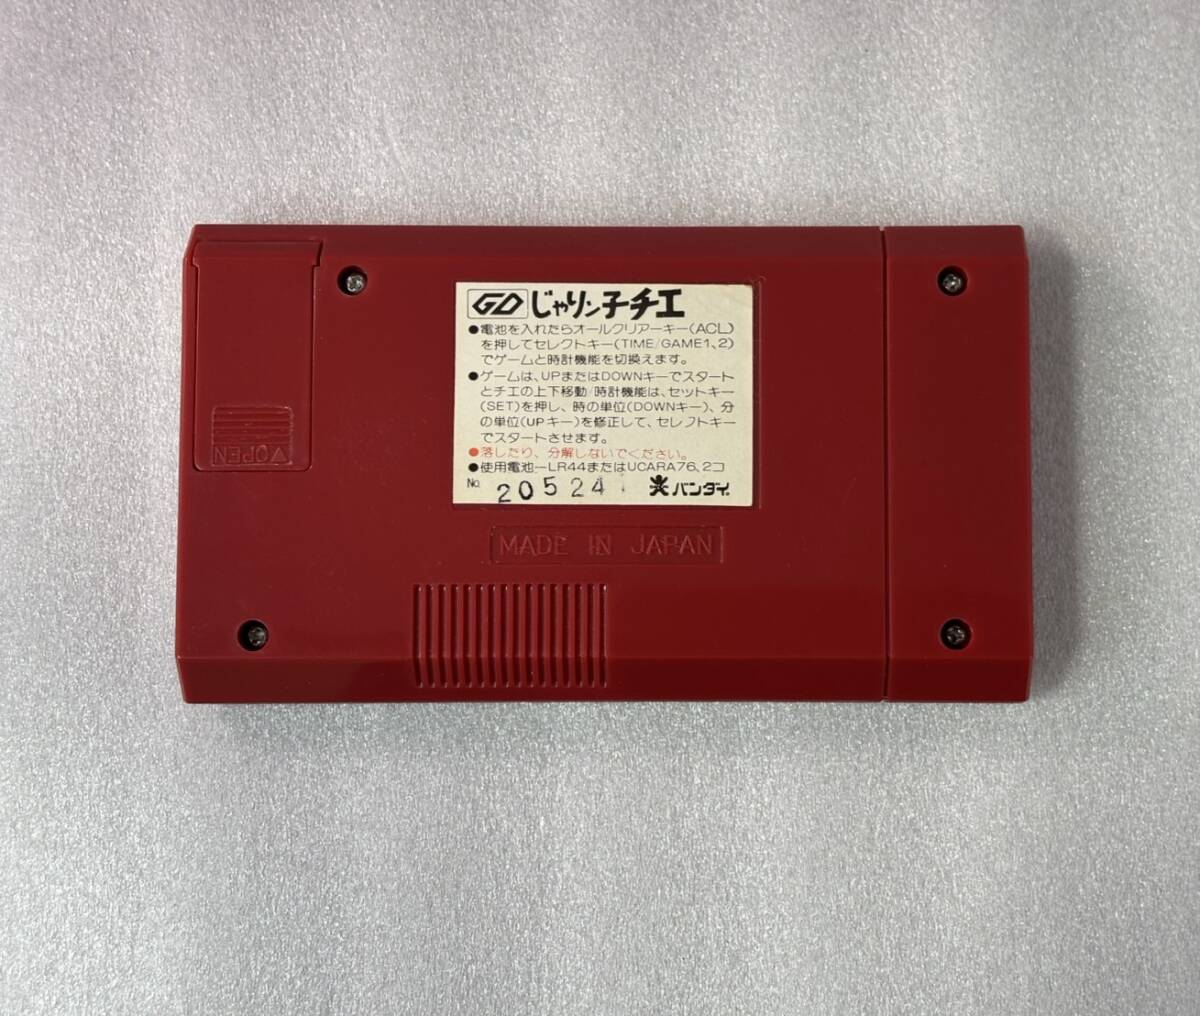 GD じゃリン子チエ
●電池を入れたらオールクリアーキー(ACL)
を押してセレクトキー(TIME/GAME1、2)
でゲームと時計機能を切換えます。
●ゲームは、UPまたはDOWNキーでスタート
とチエの上下移動/時計機能は、セットキー
(SET)を押し、時の単位(DOWNキー)、分
の単位(UPキー)を修正して、セレクトキー
でスタートさせます。
●落したり、分解しないでください。
●使用電池—LR44またはUCARA76、2コ
No. 20524 バンダイ
▽OPEN
MADE IN JAPAN